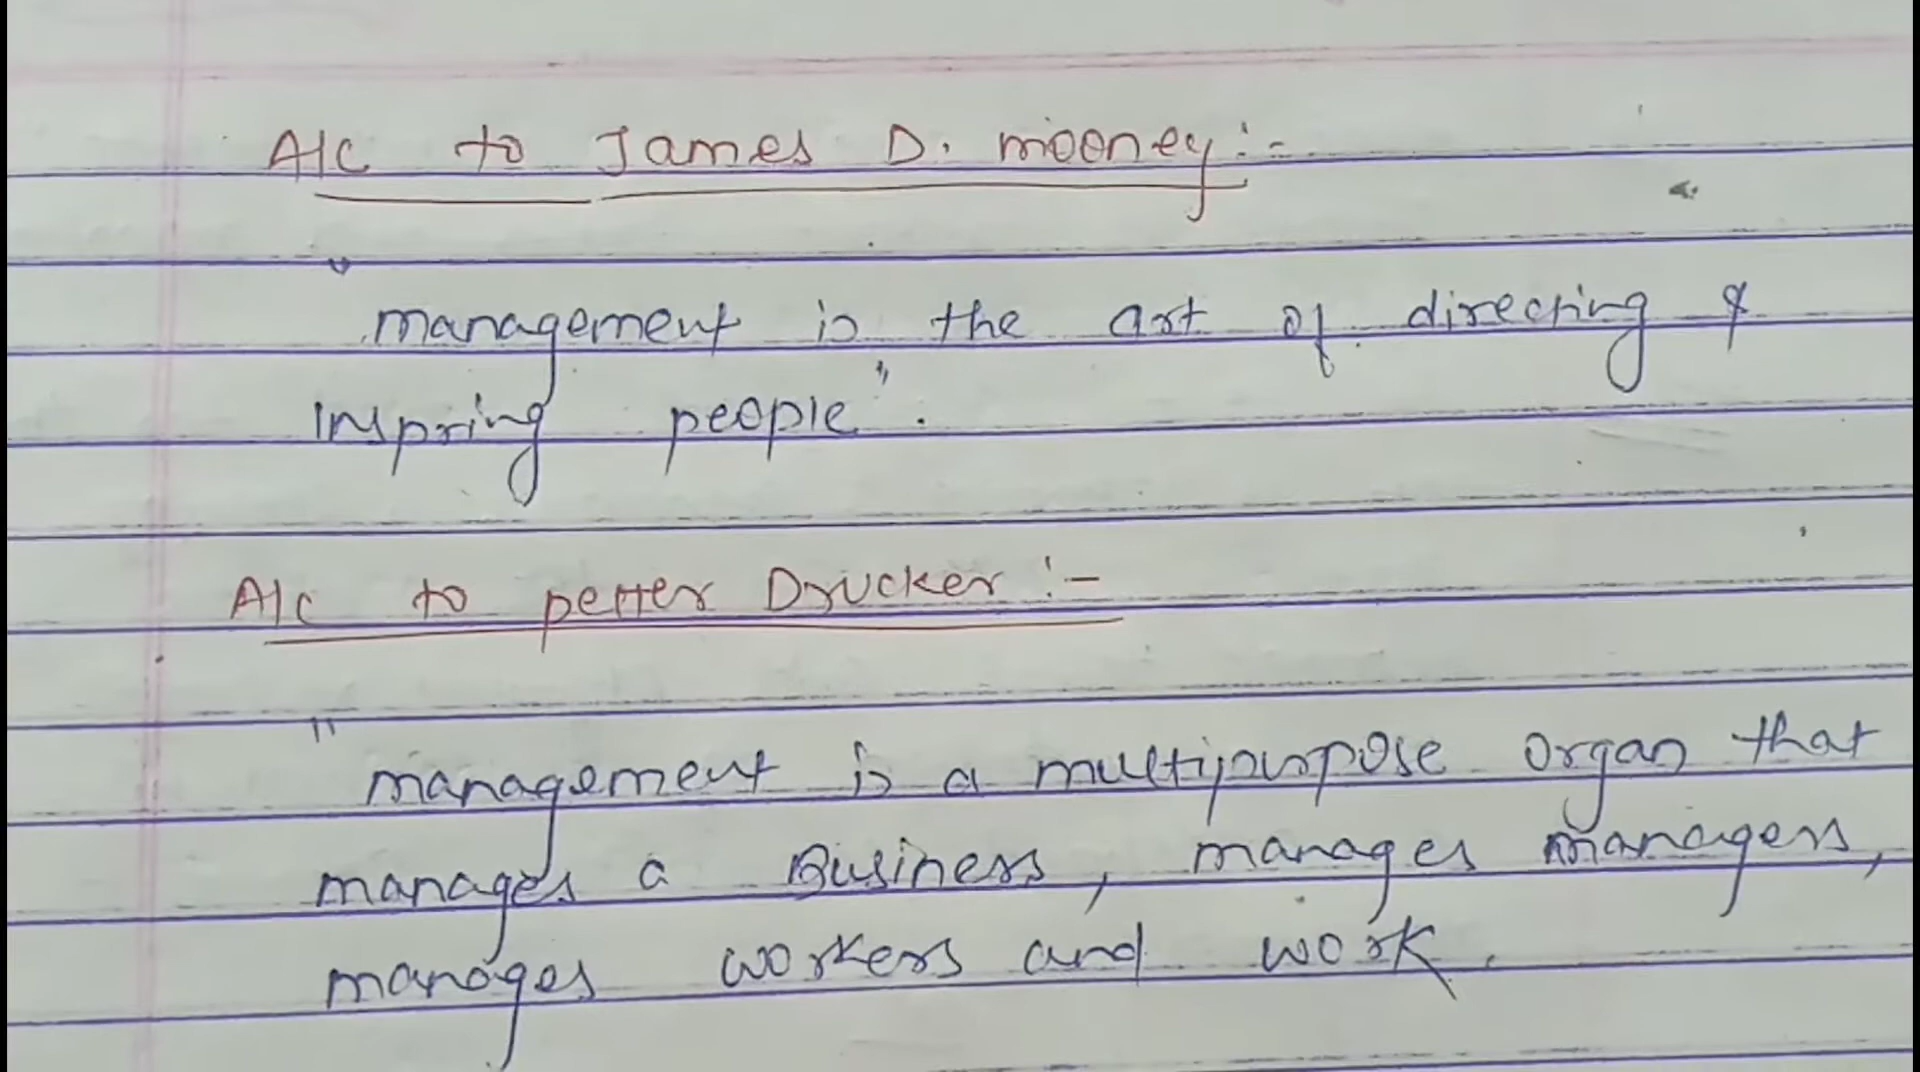 A/c to James D. mooney :-
"management is the art of directing &
Inspring people".
A/c to petter Drucker :-
"management is a multipurpose organ that
manages a Business, manages managers,
manages workers and work.